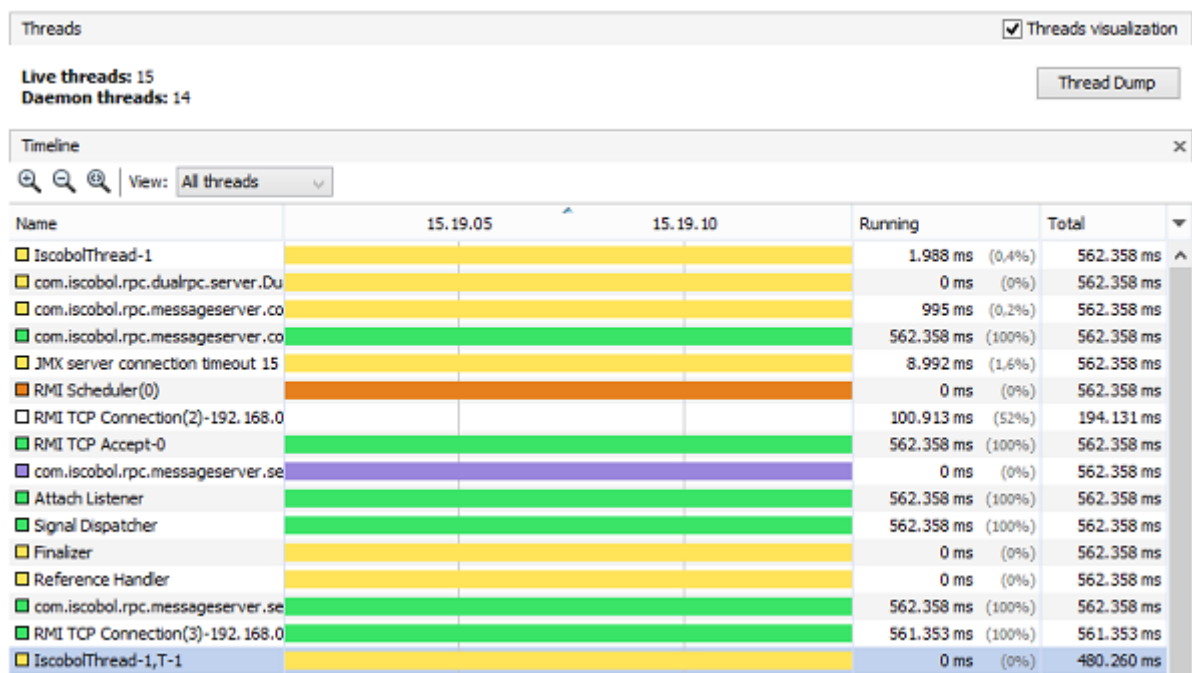 Threads Threads visualization
Live threads: 15
Daemon threads: 14 Thread Dump
Timeline
View: All threads
Name 15.19.05 15.19.10 Running Total
IscobolThread-1 1.988 ms (0,4%) 562.358 ms
com.iscobol.rpc.dualrpc.server.Du 0 ms (0%) 562.358 ms
com.iscobol.rpc.messageserver.co 995 ms (0,2%) 562.358 ms
com.iscobol.rpc.messageserver.co 562.358 ms (100%) 562.358 ms
JMX server connection timeout 15 8.992 ms (1,6%) 562.358 ms
RMI Scheduler(0) 0 ms (0%) 562.358 ms
RMI TCP Connection(2)-192.168.0 100.913 ms (52%) 194.131 ms
RMI TCP Accept-0 562.358 ms (100%) 562.358 ms
com.iscobol.rpc.messageserver.se 0 ms (0%) 562.358 ms
Attach Listener 562.358 ms (100%) 562.358 ms
Signal Dispatcher 562.358 ms (100%) 562.358 ms
Finalizer 0 ms (0%) 562.358 ms
Reference Handler 0 ms (0%) 562.358 ms
com.iscobol.rpc.messageserver.se 562.358 ms (100%) 562.358 ms
RMI TCP Connection(3)-192.168.0 561.353 ms (100%) 561.353 ms
IscobolThread-1,T-1 0 ms (0%) 480.260 ms